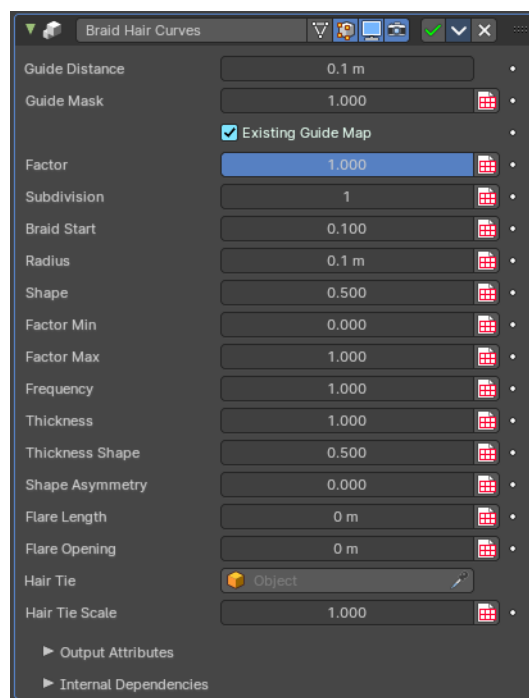 Braid Hair Curves
Guide Distance 0.1 m
Guide Mask 1.000
Existing Guide Map
Factor 1.000
Subdivision 1
Braid Start 0.100
Radius 0.1 m
Shape 0.500
Factor Min 0.000
Factor Max 1.000
Frequency 1.000
Thickness 1.000
Thickness Shape 0.500
Shape Asymmetry 0.000
Flare Length 0 m
Flare Opening 0 m
Hair Tie Object
Hair Tie Scale 1.000
Output Attributes
Internal Dependencies